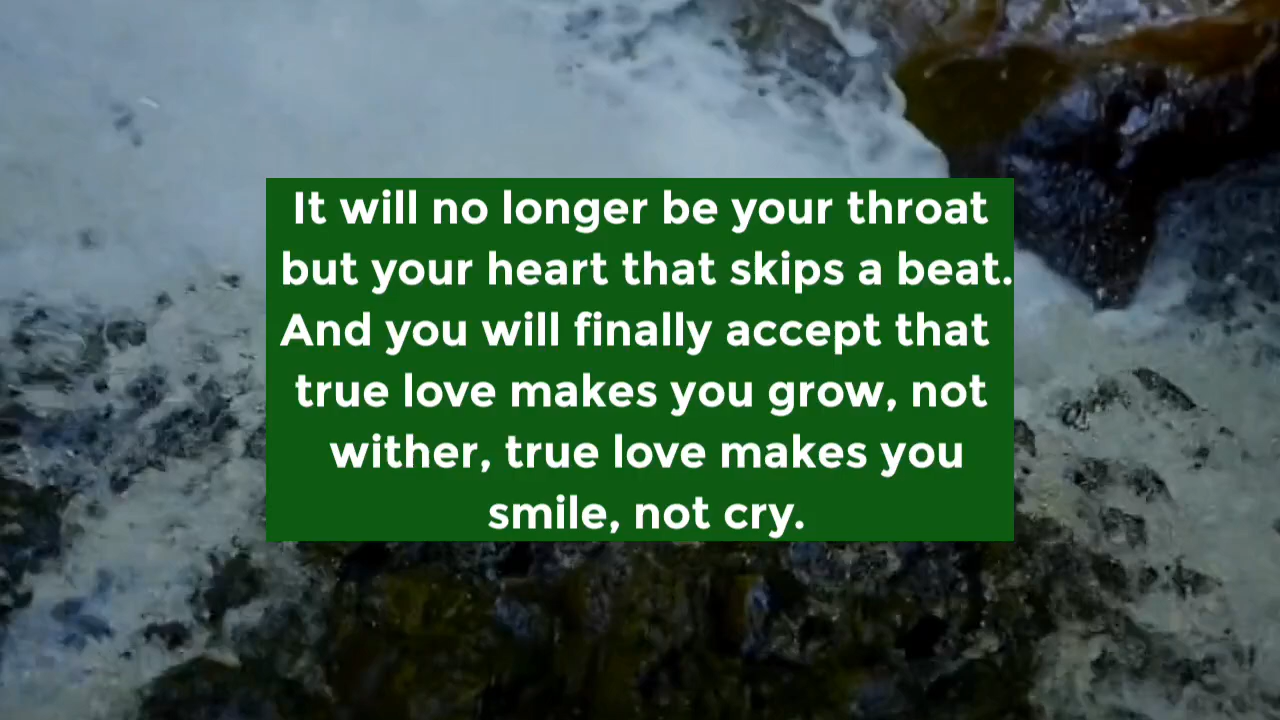 It will no longer be your throat
but your heart that skips a beat.
And you will finally accept that
true love makes you grow, not
wither, true love makes you
smile, not cry.